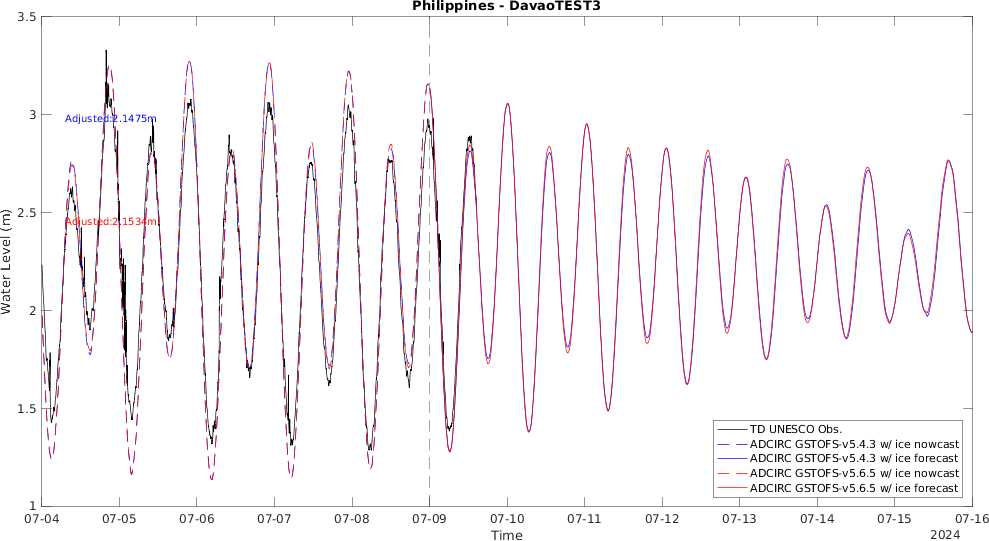 Philippines - DavaoTEST3
3.5
3
2.5
2
1.5
1
Water Level (m)
Adjusted:2.1475m
Adjusted:2.1534m
TD UNESCO Obs.
ADCIRC GSTOFS-v5.4.3 w/ ice nowcast
ADCIRC GSTOFS-v5.4.3 w/ ice forecast
ADCIRC GSTOFS-v5.6.5 w/ ice nowcast
ADCIRC GSTOFS-v5.6.5 w/ ice forecast
07-04 07-05 07-06 07-07 07-08 07-09 07-10 07-11 07-12 07-13 07-14 07-15 07-16
Time
2024